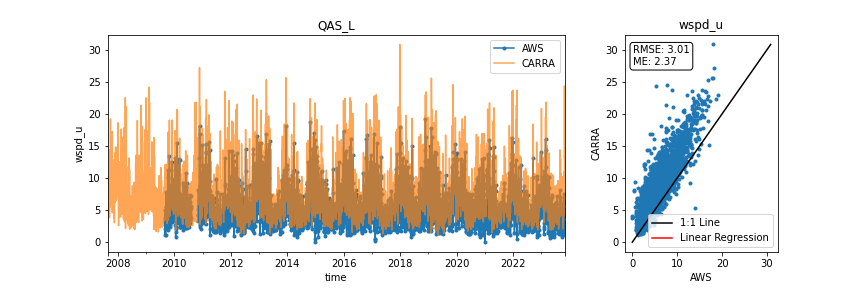 QAS_L
wspd_u
30
25
20
15
10
5
0
2008
2010
2012
2014
2016
2018
2020
2022
time
AWS
CARRA
wspd_u
CARRA
30
25
20
15
10
5
0
0
10
20
30
AWS
RMSE: 3.01
ME: 2.37
1:1 Line
Linear Regression